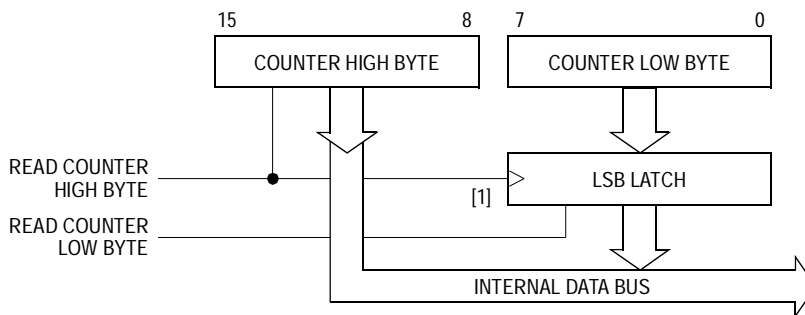 15 8 7 0
COUNTER HIGH BYTE COUNTER LOW BYTE
READ COUNTER
HIGH BYTE
[1]
LSB LATCH
READ COUNTER
LOW BYTE
INTERNAL DATA BUS